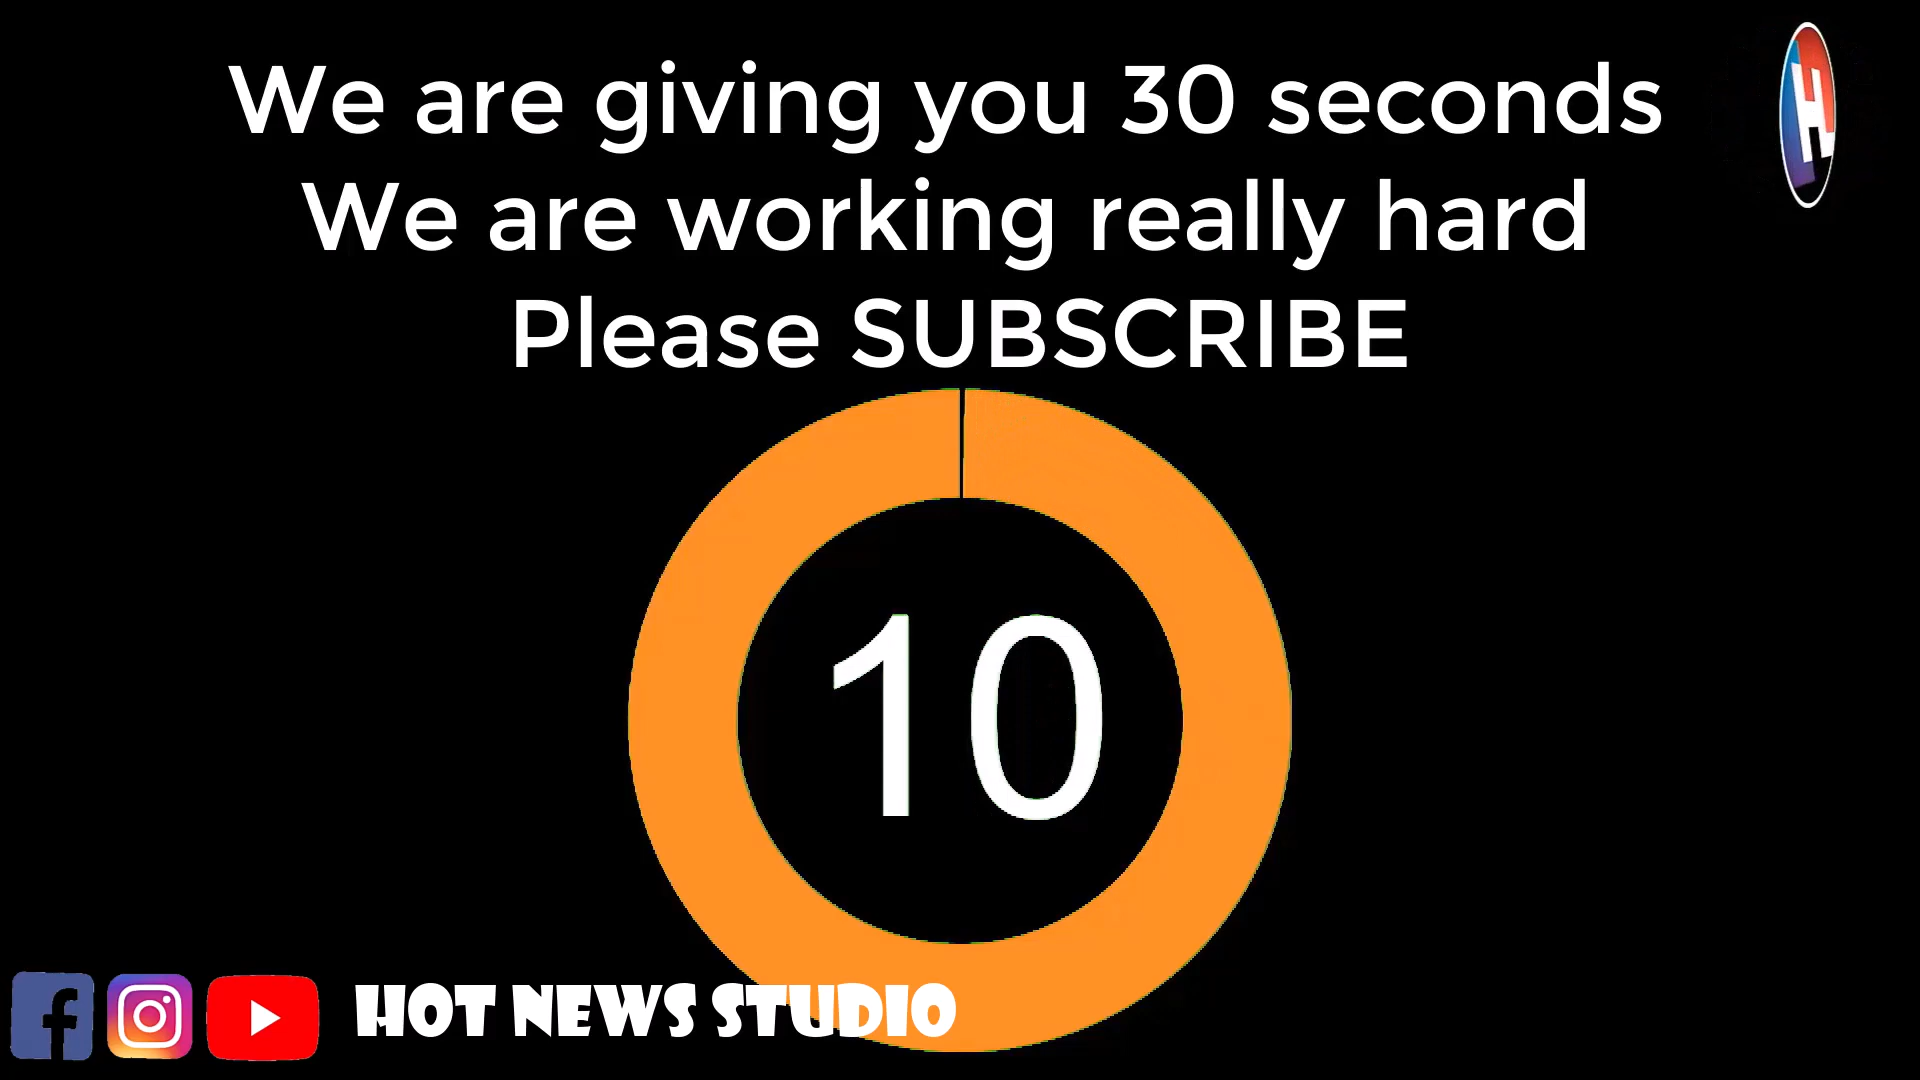 We are giving you 30 seconds
We are working really hard
Please SUBSCRIBE
H
10
HOT NEWS STUDIO